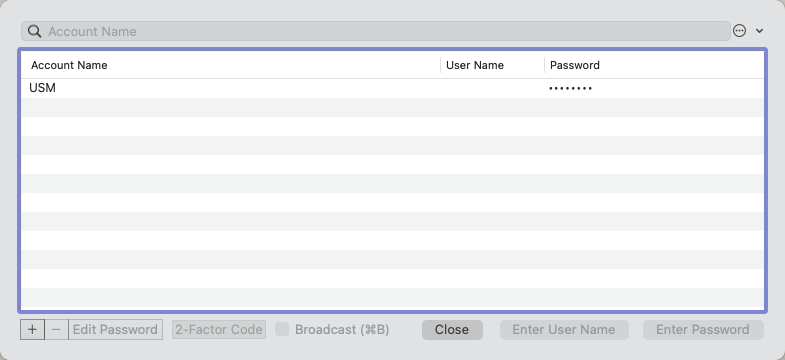 Account Name
Account Name User Name Password
USM ••••••••
+ − Edit Password 2-Factor Code Broadcast (⌘B) Close Enter User Name Enter Password